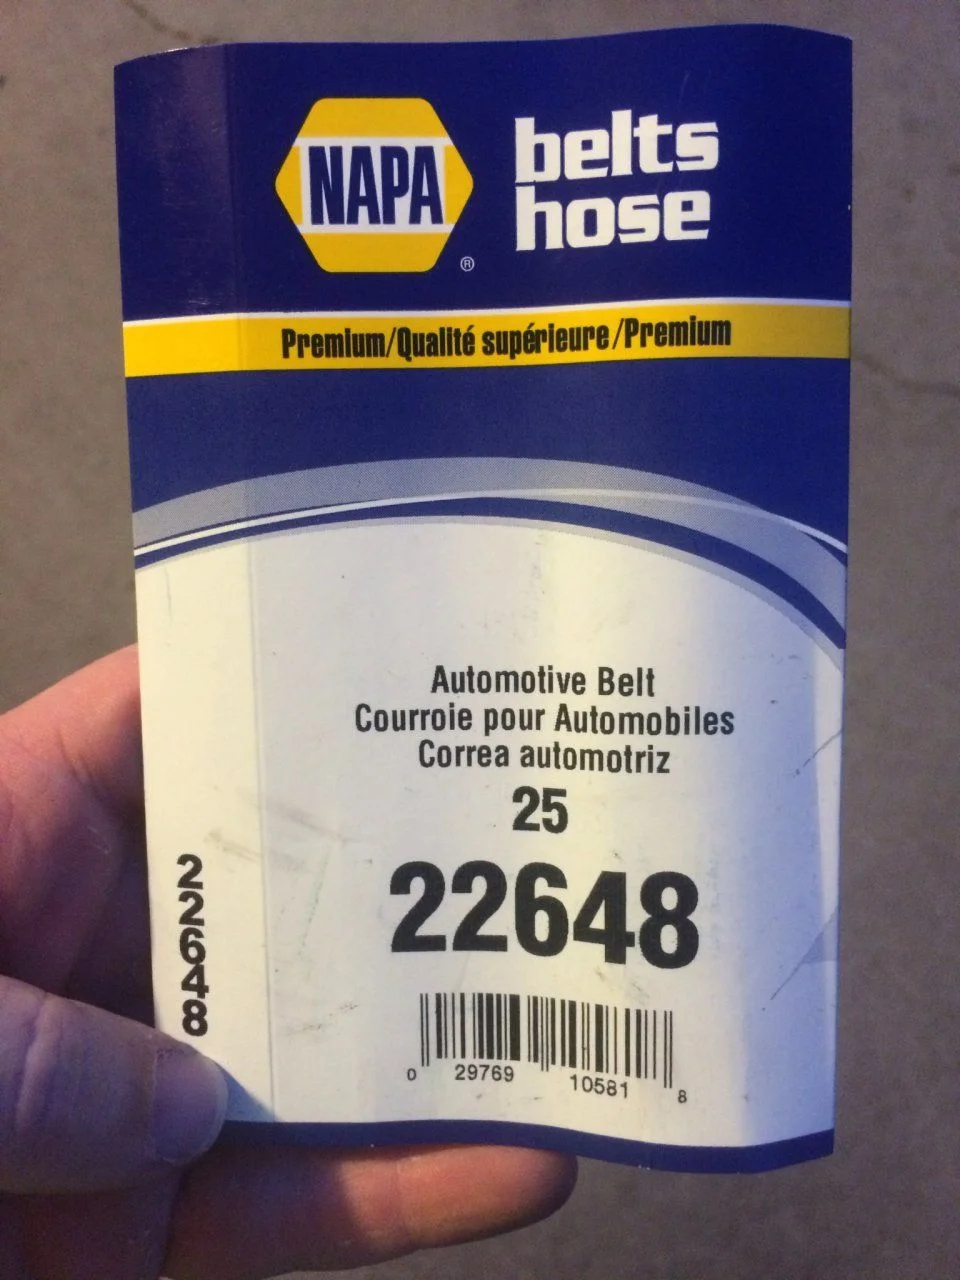 NAPA
®
belts
hose
Premium/Qualité supérieure/Premium
Automotive Belt
Courroie pour Automobiles
Correa automotriz
25
22648
22648
0 29769 10581 8